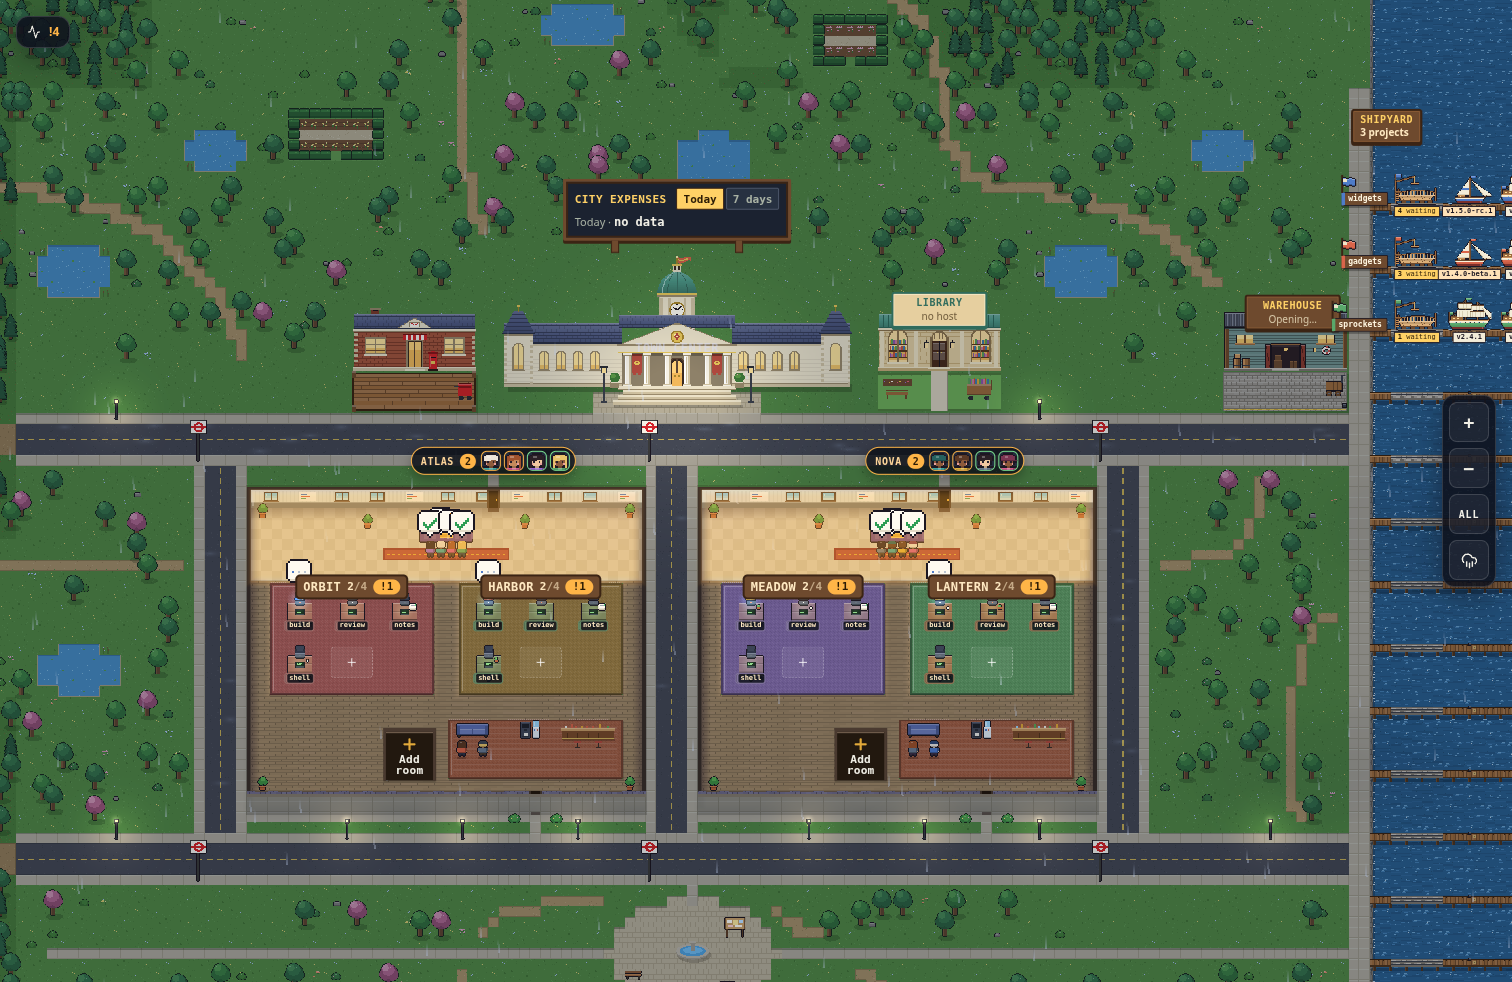 !4
SHIPYARD
3 projects
CITY EXPENSES Today 7 days
Today · no data
widgets
4 waiting v1.5.0-rc.1
gadgets
3 waiting v1.4.0-beta.1
LIBRARY
no host
WAREHOUSE
Opening...
sprockets
1 waiting v2.4.1
+
−
ALL
ATLAS 2
NOVA 2
ORBIT 2/4 !1
HARBOR 2/4 !1
MEADOW 2/4 !1
LANTERN 2/4 !1
build review notes
build review notes
build review notes
build review notes
shell +
shell +
shell +
shell +
+
Add
room
+
Add
room